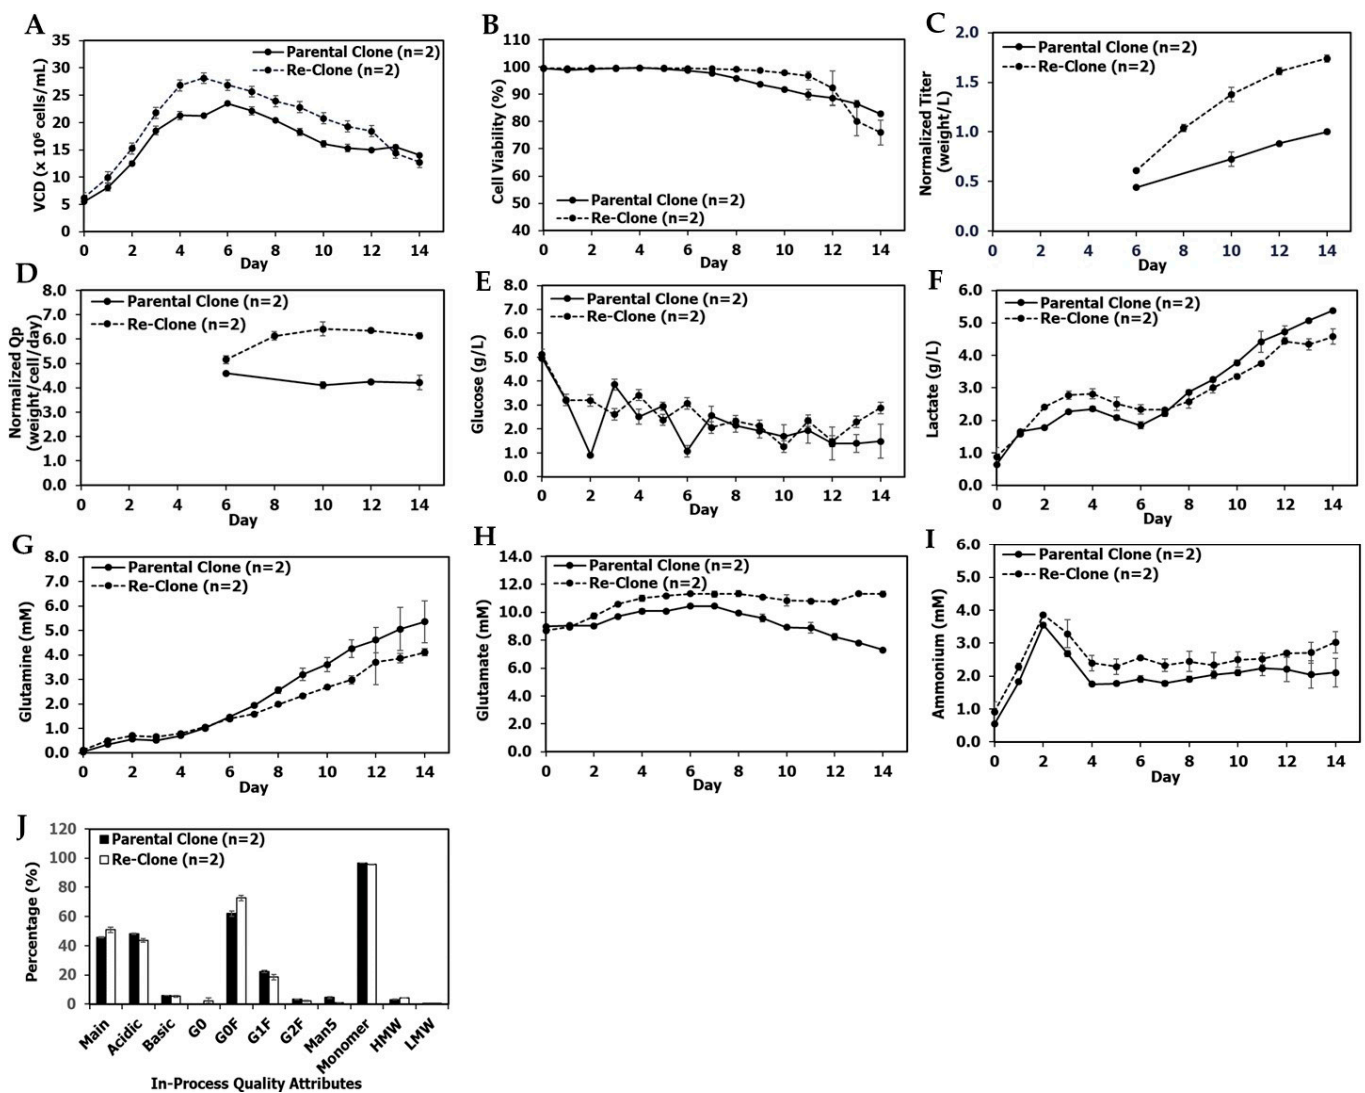 A
VCD (x 10⁶ cells/mL)
35
30
25
20
15
10
5
0
Parental Clone (n=2)
Re-Clone (n=2)
0 2 4 6 8 10 12 14
Day
B
Cell Viability (%)
110
100
90
80
70
60
50
40
Parental Clone (n=2)
Re-Clone (n=2)
0 2 4 6 8 10 12 14
Day
C
Normalized Titer
(weight/L)
2.0
1.5
1.0
0.5
0.0
Parental Clone (n=2)
Re-Clone (n=2)
0 2 4 6 8 10 12 14
Day
D
Normalized Qp
(weight/cell/day)
8.0
7.0
6.0
5.0
4.0
3.0
2.0
1.0
0.0
Parental Clone (n=2)
Re-Clone (n=2)
0 2 4 6 8 10 12 14
Day
E
Glucose (g/L)
8.0
7.0
6.0
5.0
4.0
3.0
2.0
1.0
0.0
Parental Clone (n=2)
Re-Clone (n=2)
0 2 4 6 8 10 12 14
Day
F
Lactate (g/L)
6.0
5.0
4.0
3.0
2.0
1.0
0.0
Parental Clone (n=2)
Re-Clone (n=2)
0 2 4 6 8 10 12 14
Day
G
Glutamine (mM)
8.0
7.0
6.0
5.0
4.0
3.0
2.0
1.0
0.0
Parental Clone (n=2)
Re-Clone (n=2)
0 2 4 6 8 10 12 14
Day
H
Glutamate (mM)
14.0
12.0
10.0
8.0
6.0
4.0
2.0
0.0
Parental Clone (n=2)
Re-Clone (n=2)
0 2 4 6 8 10 12 14
Day
I
Ammonium (mM)
6.0
5.0
4.0
3.0
2.0
1.0
0.0
Parental Clone (n=2)
Re-Clone (n=2)
0 2 4 6 8 10 12 14
Day
J
Percentage (%)
120
100
80
60
40
20
0
Parental Clone (n=2)
Re-Clone (n=2)
Main
Acidic
Basic
G0
G0F
G1F
G2F
Man5
Monomer
HMW
LMW
In-Process Quality Attributes